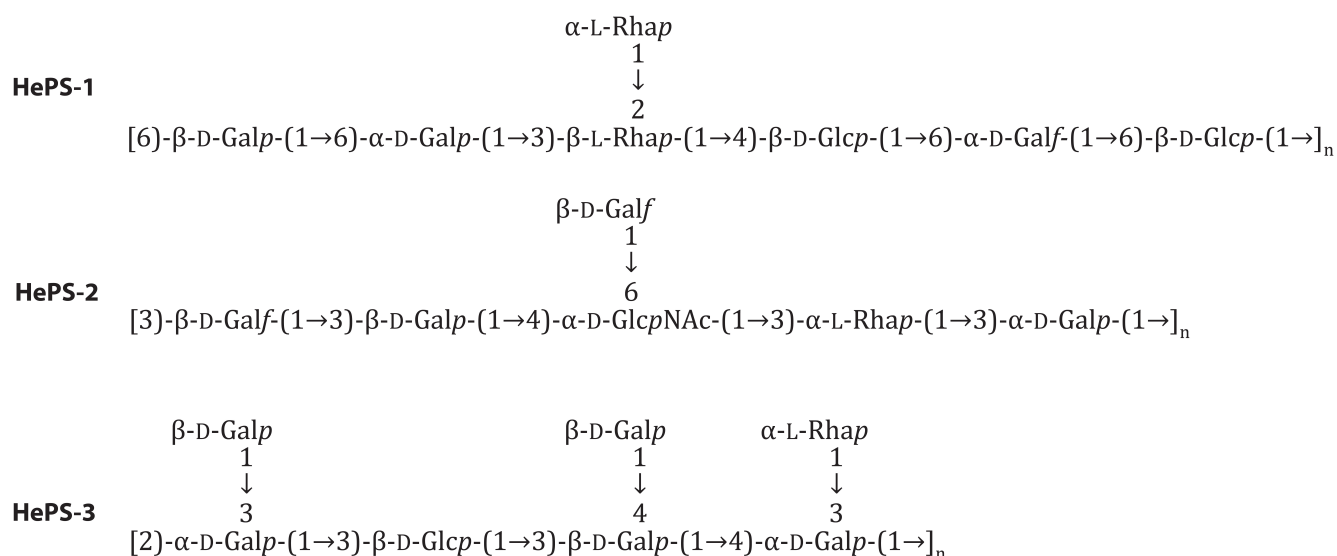 α-L-Rhap
1
↓
HePS-1
2
[6)-β-D-Galp-(1→6)-α-D-Galp-(1→3)-β-L-Rhap-(1→4)-β-D-Glcp-(1→6)-α-D-Galf-(1→6)-β-D-Glcp-(1→]n
β-D-Galf
1
↓
HePS-2 6
[3)-β-D-Galf-(1→3)-β-D-Galp-(1→4)-α-D-GlcpNAc-(1→3)-α-L-Rhap-(1→3)-α-D-Galp-(1→]n
β-D-Galp β-D-Galp α-L-Rhap
1 1 1
↓ ↓ ↓
HePS-3 3 4 3
[2)-α-D-Galp-(1→3)-β-D-Glcp-(1→3)-β-D-Galp-(1→4)-α-D-Galp-(1→]n